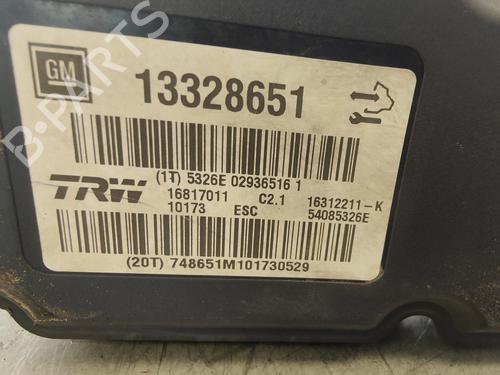 B-PARTS
GM 13328651
(1T) 5326E 02936516 1
TRW 16817011 C2.1 16312211-K
10173 ESC 54085326E
(20T) 748651M101730529